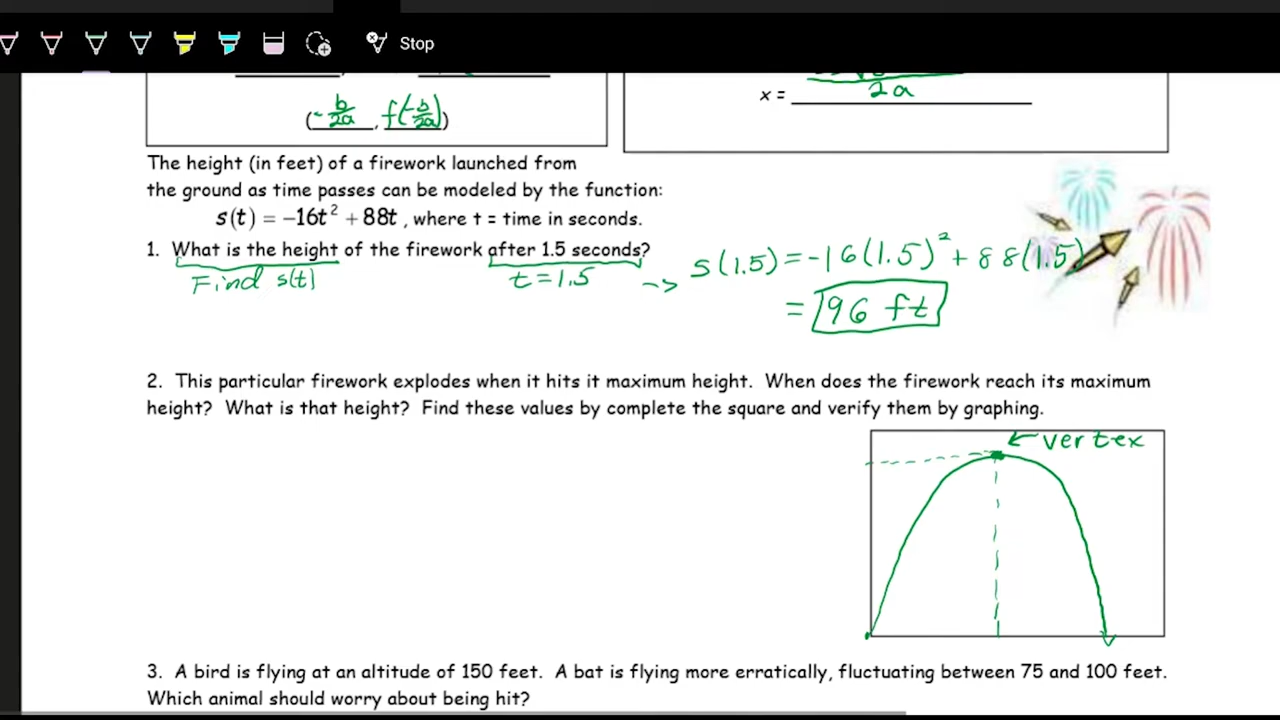 Stop
2a
x =
(-b/2a, f(-b/2a))
The height (in feet) of a firework launched from
the ground as time passes can be modeled by the function:
s(t) = −16t² + 88t, where t = time in seconds.
1. What is the height of the firework after 1.5 seconds?
Find s(t)
t = 1.5
→ s(1.5) = -16(1.5)² + 88(1.5)
= 96 ft
2. This particular firework explodes when it hits it maximum height. When does the firework reach its maximum
height? What is that height? Find these values by complete the square and verify them by graphing.
← vertex
3. A bird is flying at an altitude of 150 feet. A bat is flying more erratically, fluctuating between 75 and 100 feet.
Which animal should worry about being hit?